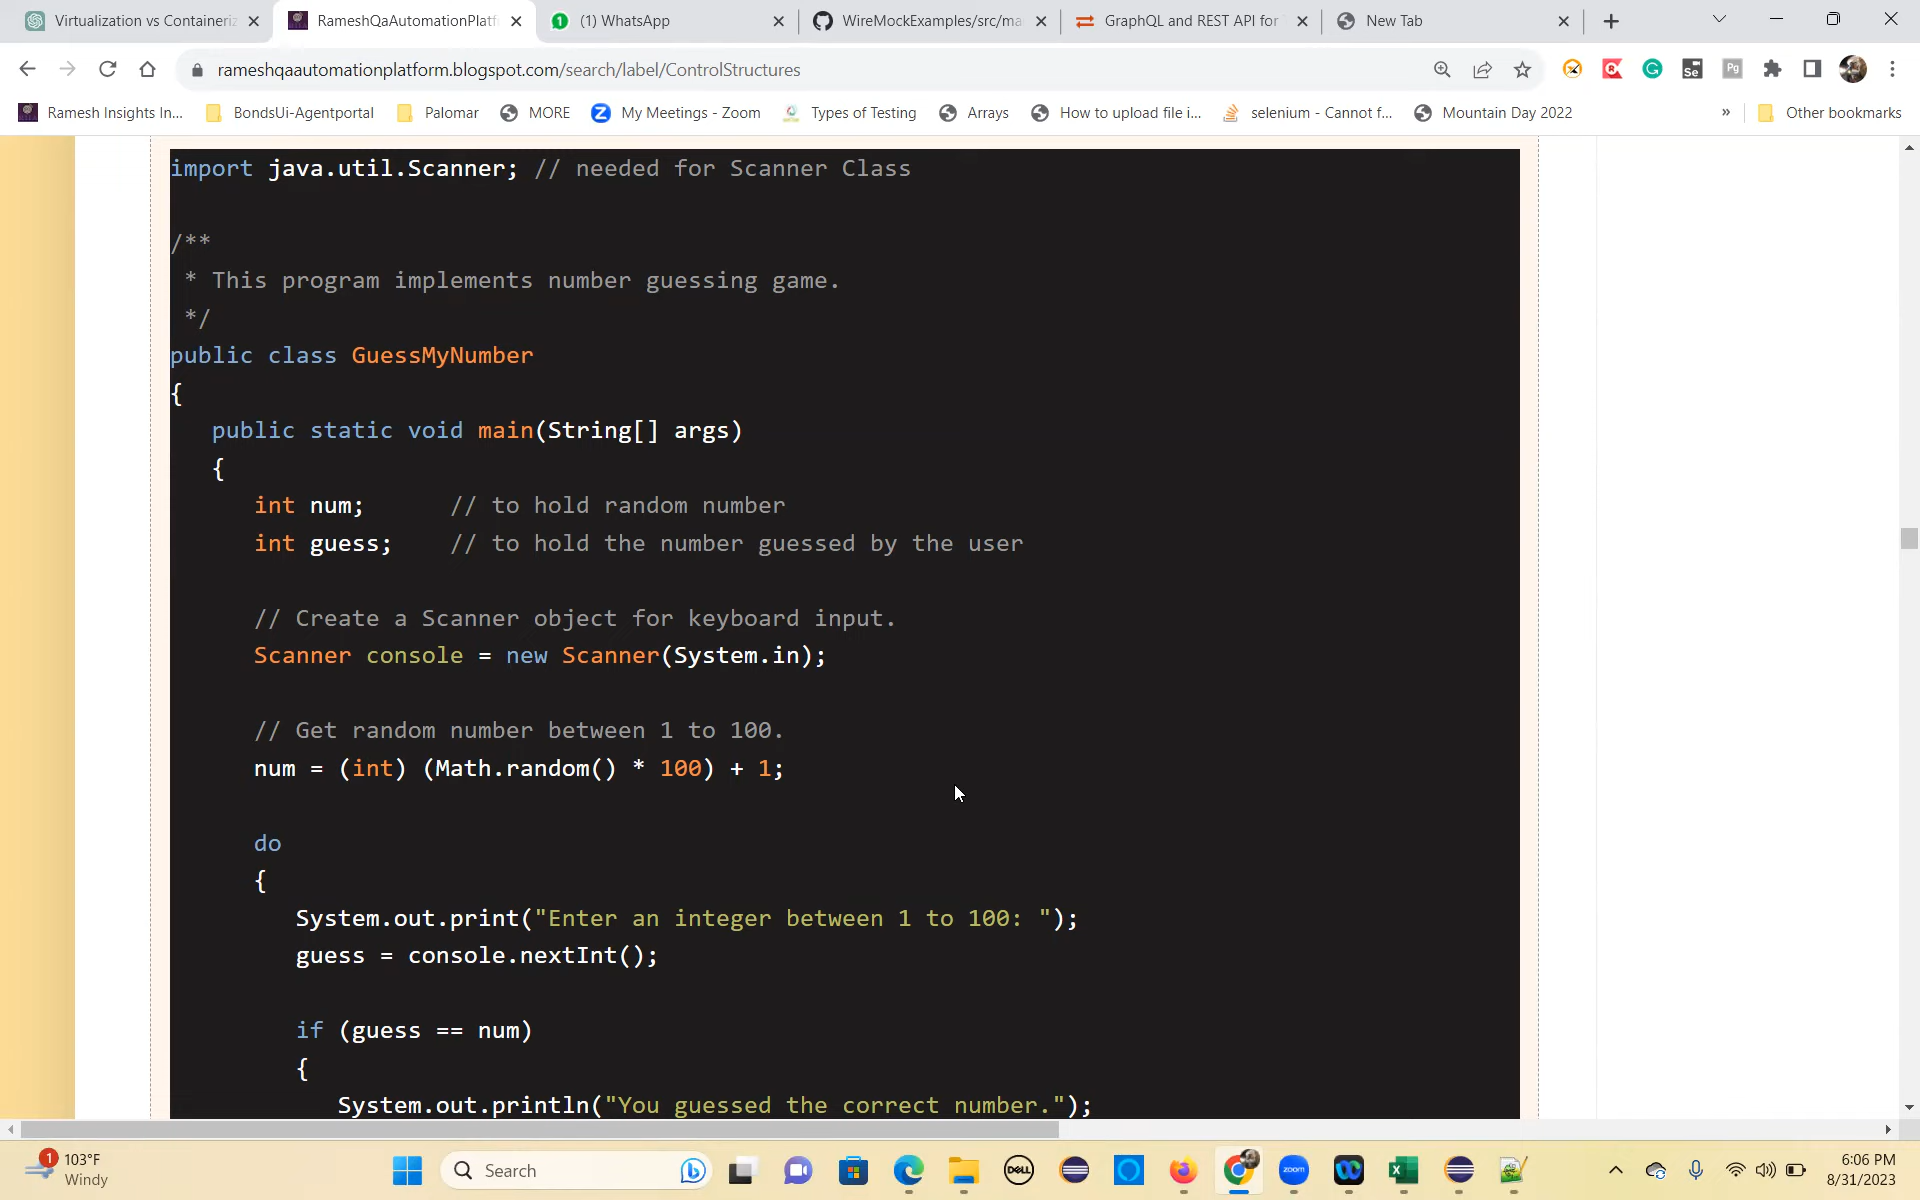 Virtualization vs Containeriz
RameshQaAutomationPlatf
(1) WhatsApp
WireMockExamples/src/ma
GraphQL and REST API for
New Tab
rameshqaautomationplatform.blogspot.com/search/label/ControlStructures
Ramesh Insights In...
BondsUi-Agentportal
Palomar
MORE
My Meetings - Zoom
Types of Testing
Arrays
How to upload file i...
selenium - Cannot f...
Mountain Day 2022
»
Other bookmarks
import java.util.Scanner; // needed for Scanner Class
/**
* This program implements number guessing game.
*/
public class GuessMyNumber
{
public static void main(String[] args)
{
int num; // to hold random number
int guess; // to hold the number guessed by the user
// Create a Scanner object for keyboard input.
Scanner console = new Scanner(System.in);
// Get random number between 1 to 100.
num = (int) (Math.random() * 100) + 1;
do
{
System.out.print("Enter an integer between 1 to 100: ");
guess = console.nextInt();
if (guess == num)
{
System.out.println("You guessed the correct number.");
1
103°F
Windy
Search
DELL
zoom
6:06 PM
8/31/2023